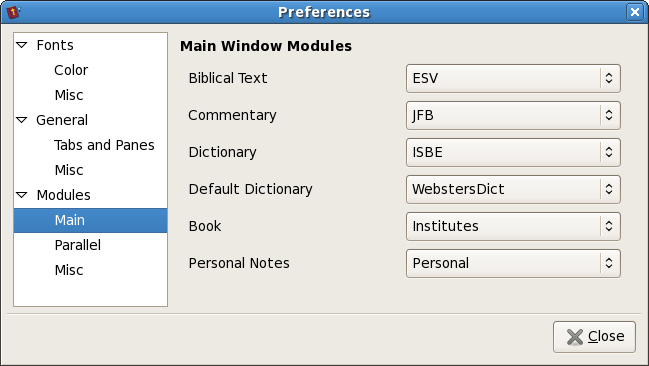 Preferences
Fonts
Color
Misc
General
Tabs and Panes
Misc
Modules
Main
Parallel
Misc
Main Window Modules
Biblical Text ESV
Commentary JFB
Dictionary ISBE
Default Dictionary WebstersDict
Book Institutes
Personal Notes Personal
Close